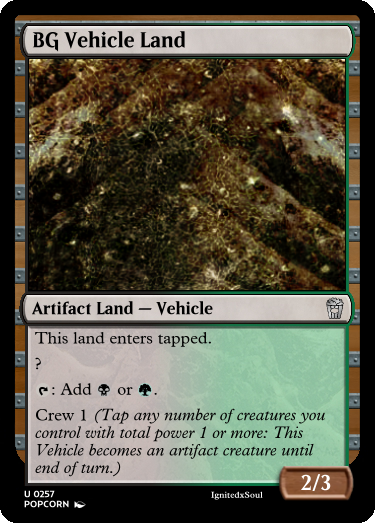 BG Vehicle Land
Artifact Land — Vehicle
This land enters tapped.
?
: Add or .
Crew 1 (Tap any number of creatures you
control with total power 1 or more: This
Vehicle becomes an artifact creature until
end of turn.)
2/3
U 0257
POPCORN
IgnitedxSoul